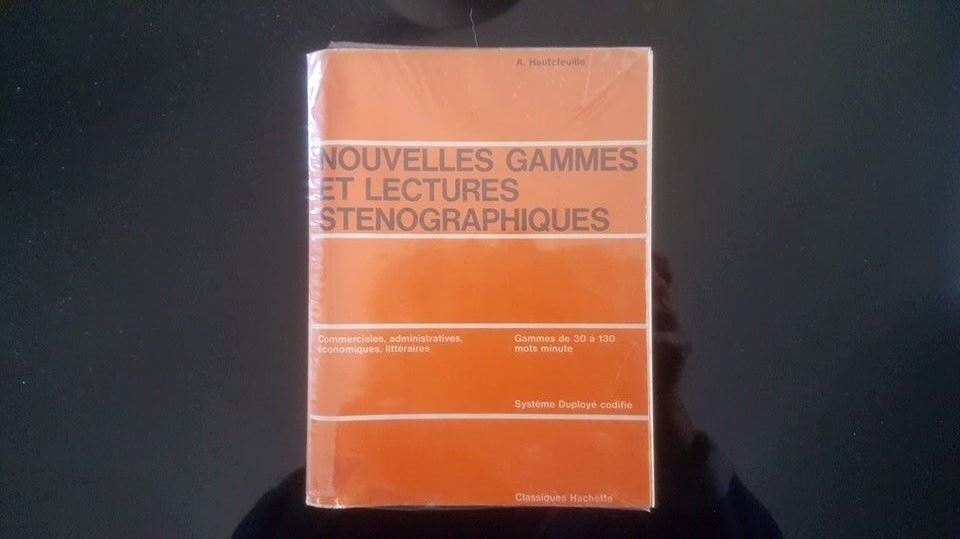 A. Hautefeuille
NOUVELLES GAMMES
ET LECTURES
STENOGRAPHIQUES
Commerciales, administratives,
économiques, littéraires
Gammes de 30 à 130
mots minute
Système Duployé codifié
Classiques Hachette